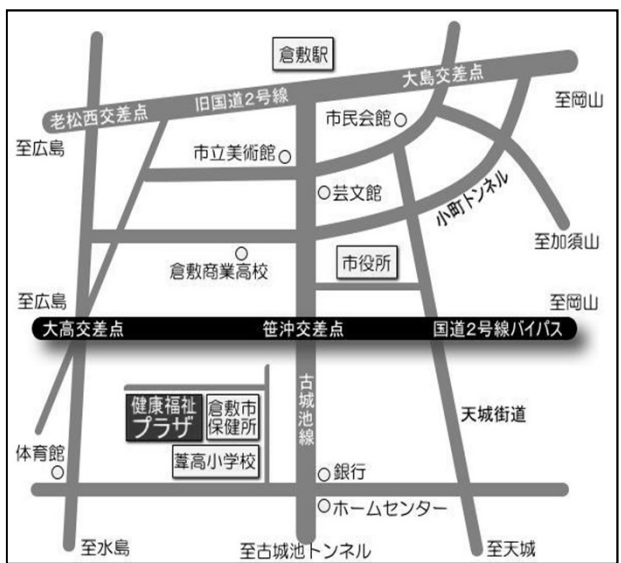 倉敷駅
大島交差点
旧国道2号線
老松西交差点
至岡山
市民会館
至広島
市立美術館
芸文館
小町トンネル
至加須山
倉敷商業高校
市役所
至広島
至岡山
大高交差点
笹沖交差点
国道2号線バイパス
古城池線
健康福祉
プラザ
倉敷市
保健所
天城街道
体育館
葦高小学校
銀行
ホームセンター
至水島
至古城池トンネル
至天城